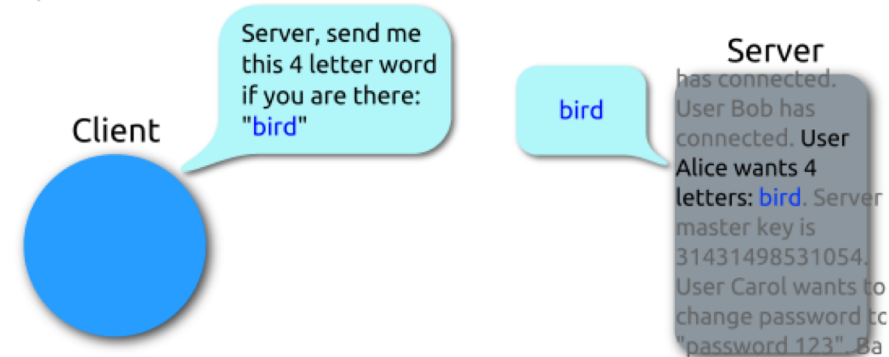 Server, send me
this 4 letter word
if you are there:
"bird"
Client
bird
Server
has connected.
User Bob has
connected. User
Alice wants 4
letters: bird. Server
master key is
31431498531054.
User Carol wants to
change password to
"password 123". Ba